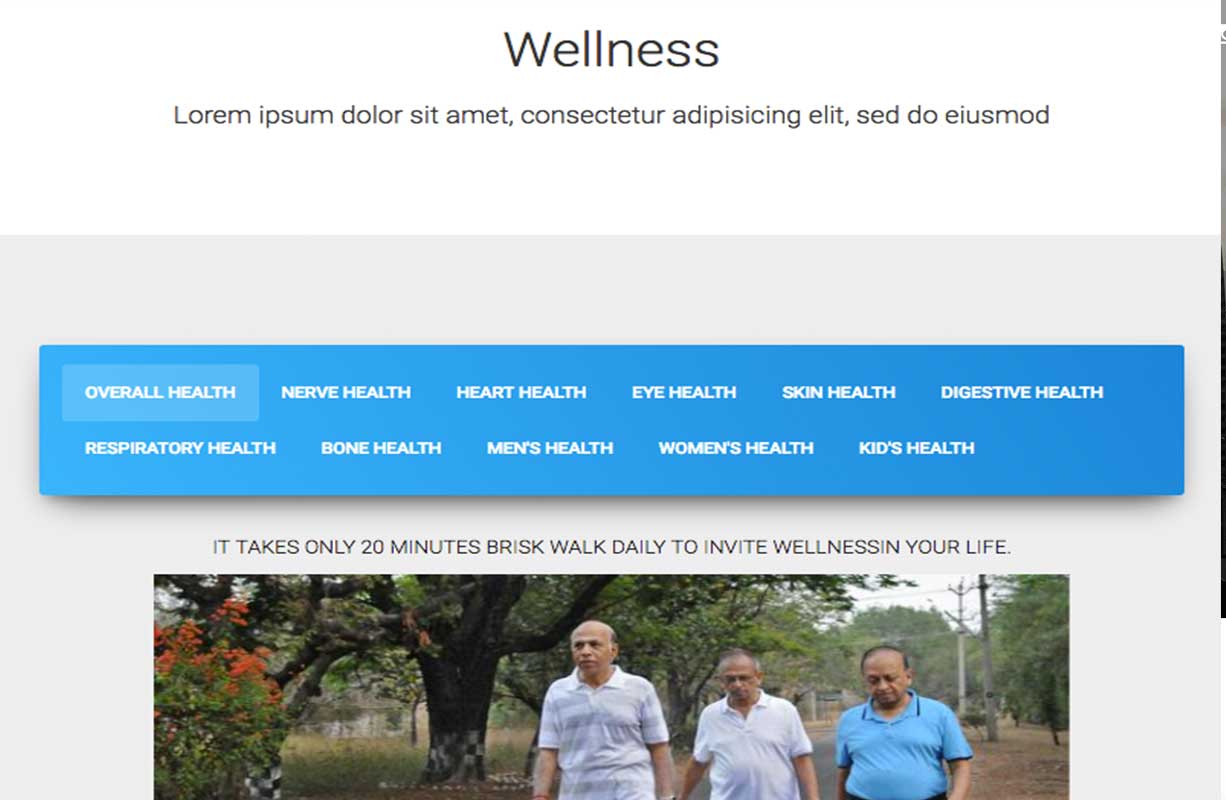 Wellness
Lorem ipsum dolor sit amet, consectetur adipisicing elit, sed do eiusmod
OVERALL HEALTH NERVE HEALTH HEART HEALTH EYE HEALTH SKIN HEALTH DIGESTIVE HEALTH
RESPIRATORY HEALTH BONE HEALTH MEN'S HEALTH WOMEN'S HEALTH KID'S HEALTH
IT TAKES ONLY 20 MINUTES BRISK WALK DAILY TO INVITE WELLNESSIN YOUR LIFE.